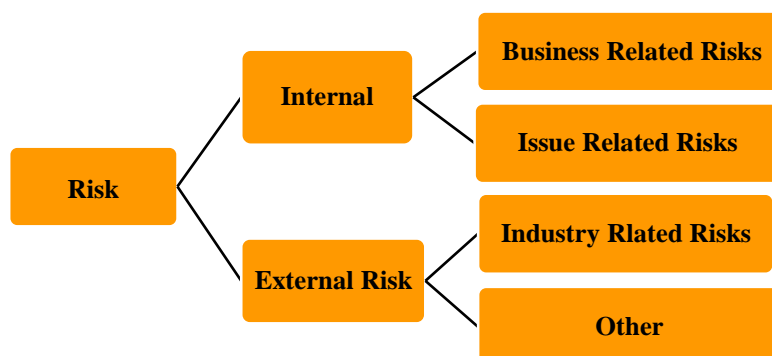 Risk
Internal
Business Related Risks
Issue Related Risks
External Risk
Industry Rlated Risks
Other